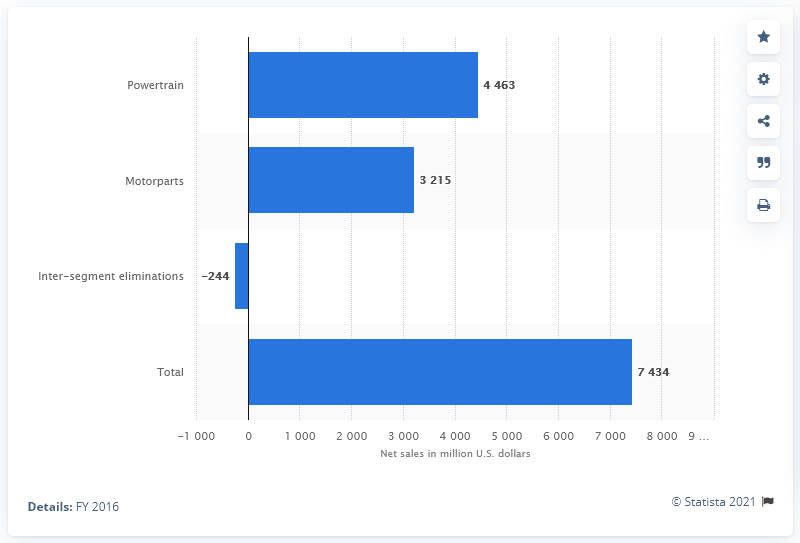 Powertrain
4 463
Motorparts
3 215
Inter-segment eliminations
−244
Total
7 434
−1 000 0 1 000 2 000 3 000 4 000 5 000 6 000 7 000 8 000 9 ...
Net sales in million U.S. dollars
Details: FY 2016
© Statista 2021